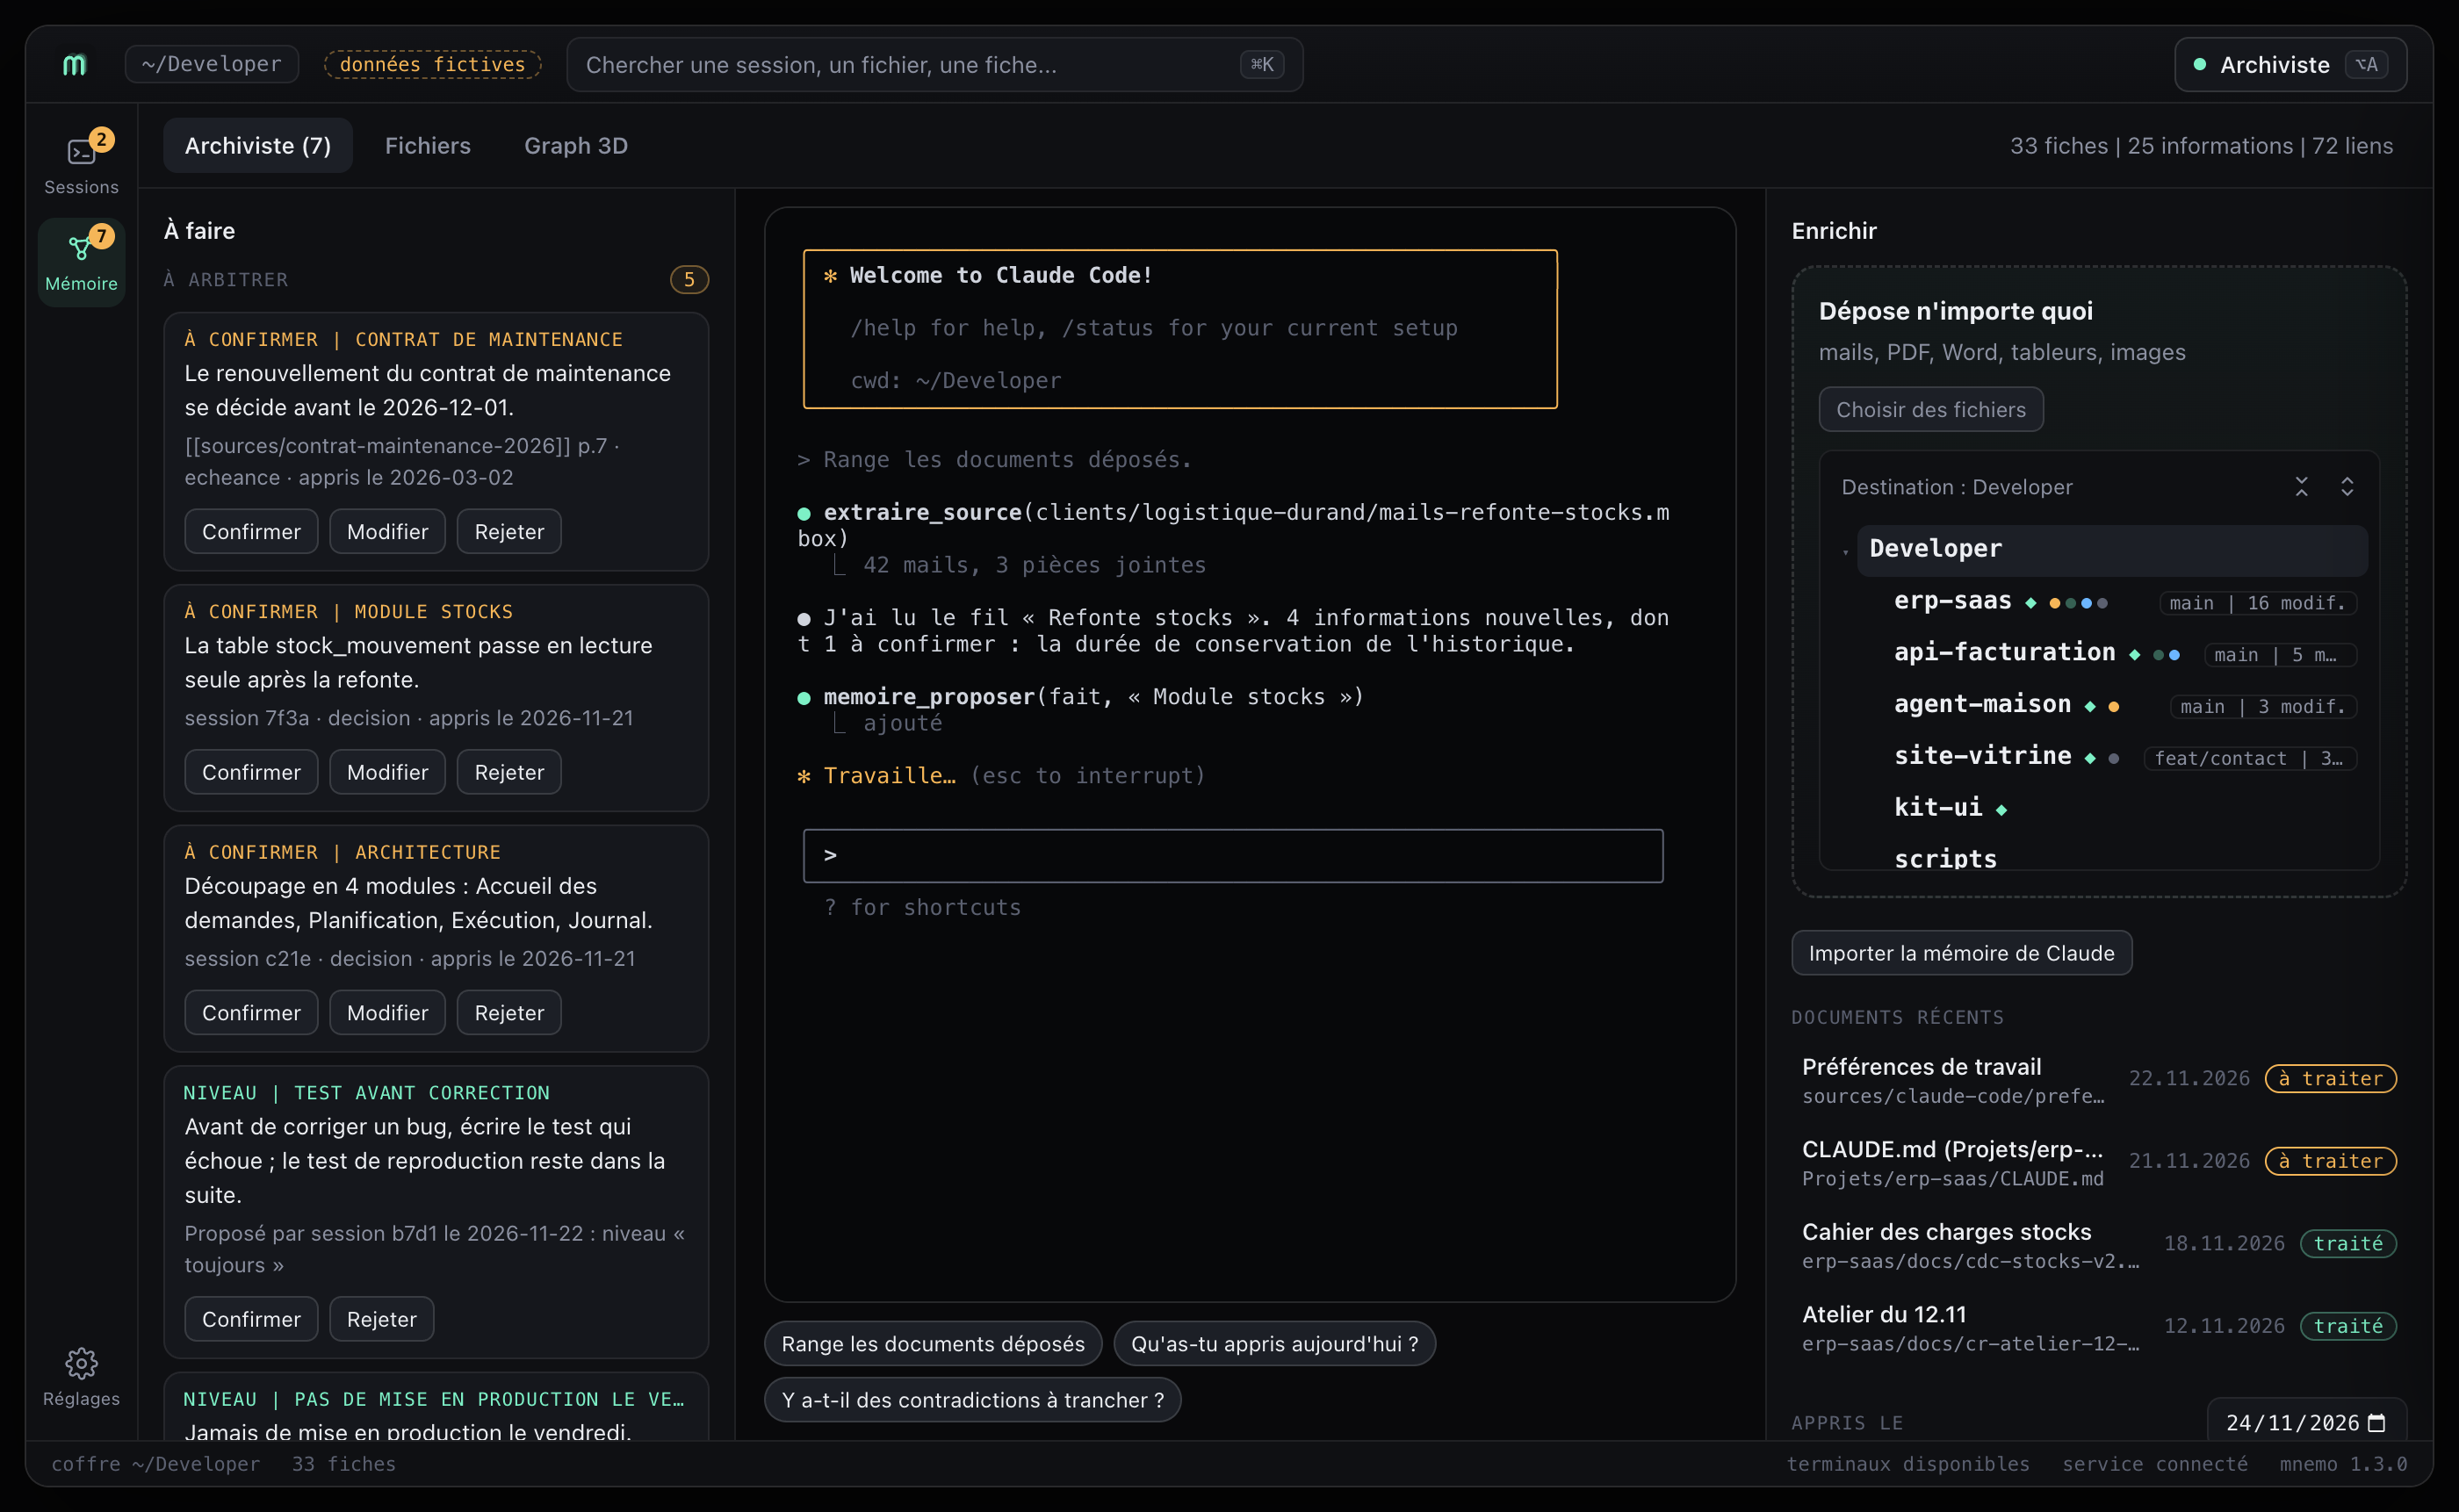 m ~/Developer données fictives Chercher une session, un fichier, une fiche... ⌘K Archiviste ⌥A
2
Sessions
7
Mémoire
Réglages
Archiviste (7) Fichiers Graph 3D 33 fiches | 25 informations | 72 liens
À faire
À ARBITRER 5
À CONFIRMER | CONTRAT DE MAINTENANCE
Le renouvellement du contrat de maintenance
se décide avant le 2026-12-01.
[[sources/contrat-maintenance-2026]] p.7 ·
echeance · appris le 2026-03-02
Confirmer Modifier Rejeter
À CONFIRMER | MODULE STOCKS
La table stock_mouvement passe en lecture
seule après la refonte.
session 7f3a · decision · appris le 2026-11-21
Confirmer Modifier Rejeter
À CONFIRMER | ARCHITECTURE
Découpage en 4 modules : Accueil des
demandes, Planification, Exécution, Journal.
session c21e · decision · appris le 2026-11-21
Confirmer Modifier Rejeter
NIVEAU | TEST AVANT CORRECTION
Avant de corriger un bug, écrire le test qui
échoue ; le test de reproduction reste dans la
suite.
Proposé par session b7d1 le 2026-11-22 : niveau «
toujours »
Confirmer Rejeter
NIVEAU | PAS DE MISE EN PRODUCTION LE VE…
Jamais de mise en production le vendredi.
✻ Welcome to Claude Code!
/help for help, /status for your current setup
cwd: ~/Developer
> Range les documents déposés.
● extraire_source(clients/logistique-durand/mails-refonte-stocks.m
box)
⎿ 42 mails, 3 pièces jointes
● J'ai lu le fil « Refonte stocks ». 4 informations nouvelles, don
t 1 à confirmer : la durée de conservation de l'historique.
● memoire_proposer(fait, « Module stocks »)
⎿ ajouté
✻ Travaille… (esc to interrupt)
>
? for shortcuts
Range les documents déposés Qu'as-tu appris aujourd'hui ?
Y a-t-il des contradictions à trancher ?
Enrichir
Dépose n'importe quoi
mails, PDF, Word, tableurs, images
Choisir des fichiers
Destination : Developer
Developer
erp-saas main | 16 modif.
api-facturation main | 5 m…
agent-maison main | 3 modif.
site-vitrine feat/contact | 3…
kit-ui
scripts
Importer la mémoire de Claude
DOCUMENTS RÉCENTS
Préférences de travail 22.11.2026 à traiter
sources/claude-code/prefe…
CLAUDE.md (Projets/erp-... 21.11.2026 à traiter
Projets/erp-saas/CLAUDE.md
Cahier des charges stocks 18.11.2026 traité
erp-saas/docs/cdc-stocks-v2.…
Atelier du 12.11 12.11.2026 traité
erp-saas/docs/cr-atelier-12-…
APPRIS LE 24/11/2026
coffre ~/Developer 33 fiches terminaux disponibles service connecté mnemo 1.3.0